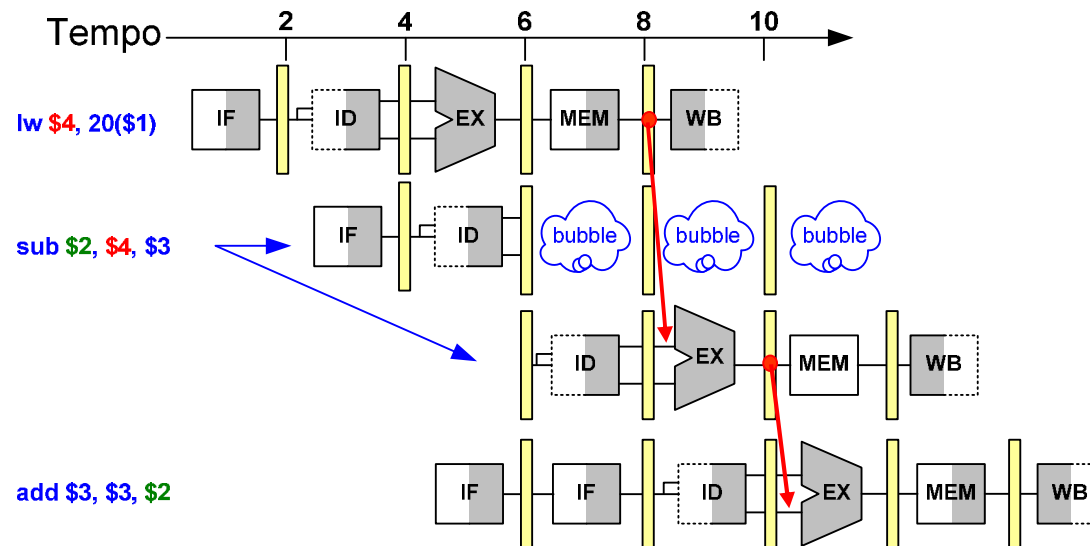 2 4 6 8 10
Tempo
IF ID EX MEM WB
lw $4, 20($1)
IF ID bubble bubble bubble
sub $2, $4, $3
ID EX MEM WB
IF IF ID EX MEM WB
add $3, $3, $2